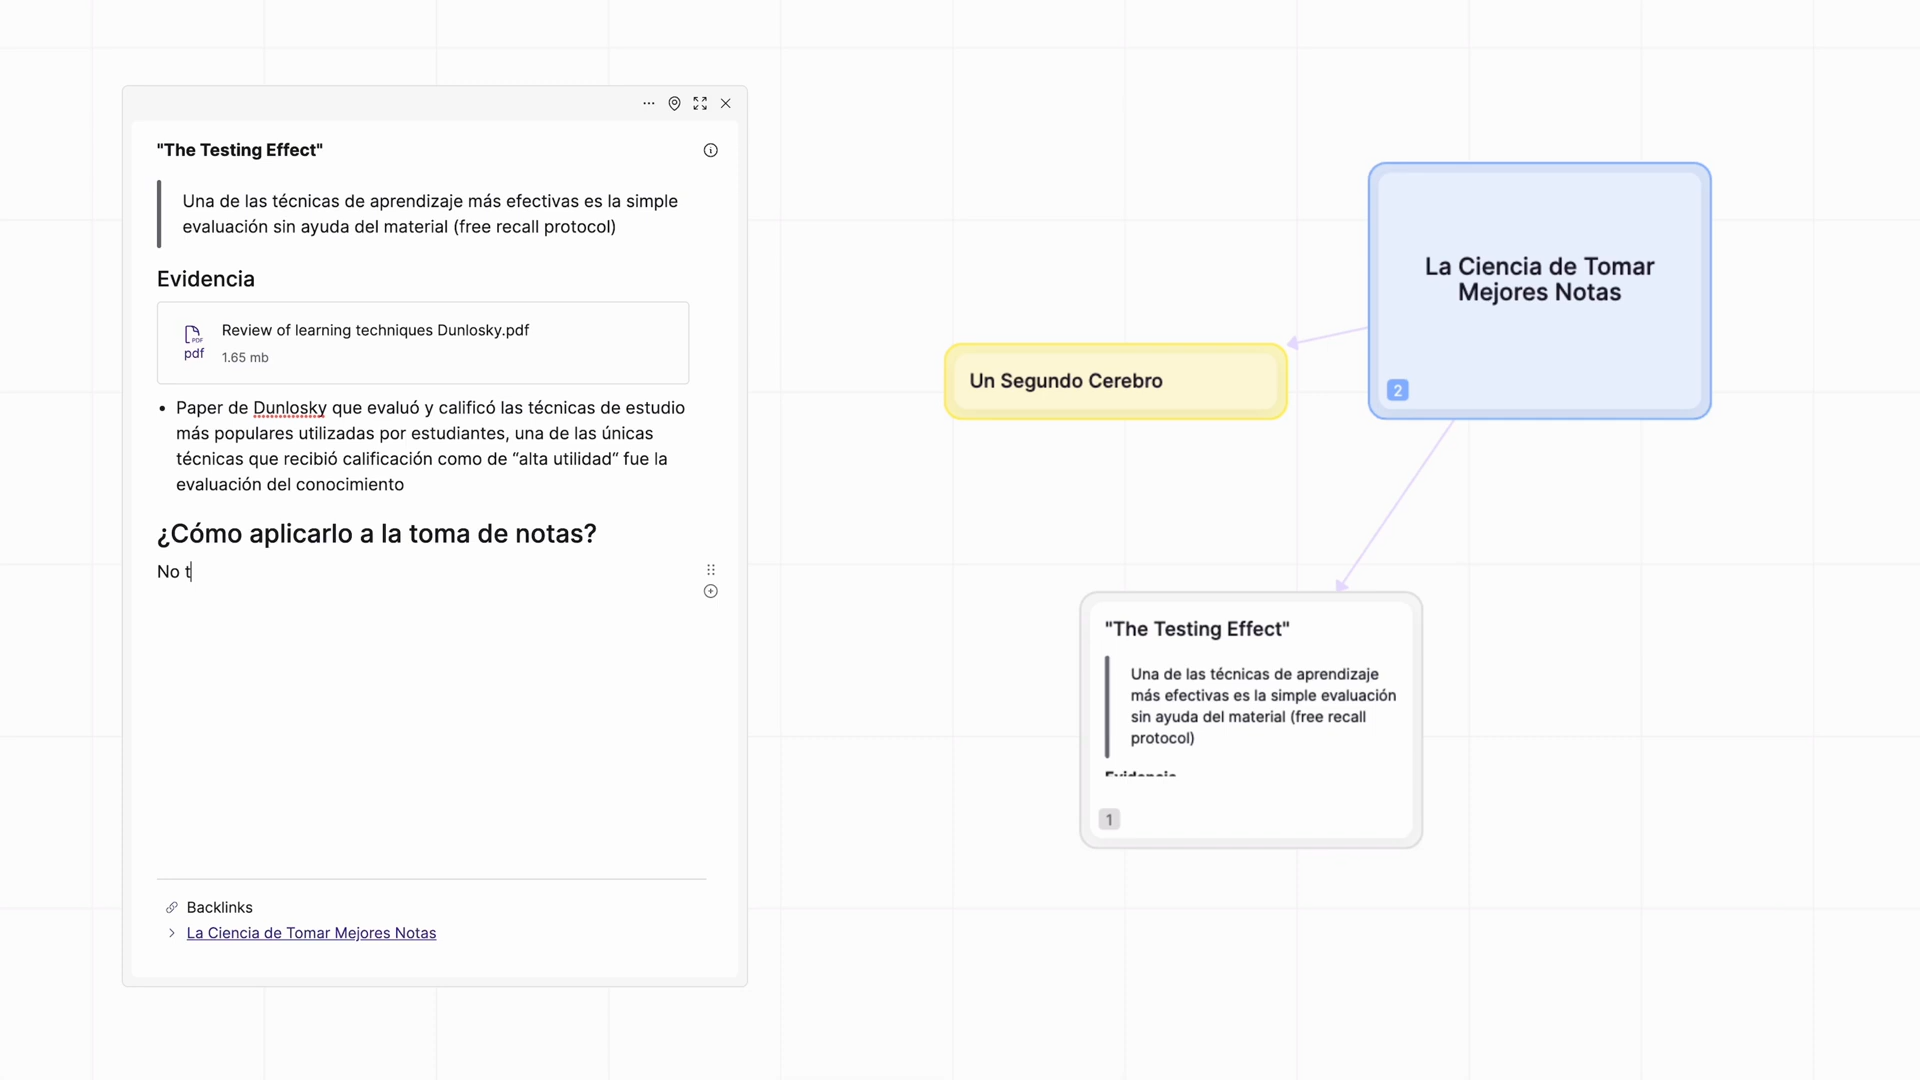 "The Testing Effect"
Una de las técnicas de aprendizaje más efectivas es la simple
evaluación sin ayuda del material (free recall protocol)
Evidencia
PDF
pdf
Review of learning techniques Dunlosky.pdf
1.65 mb
• Paper de Dunlosky que evaluó y calificó las técnicas de estudio
más populares utilizadas por estudiantes, una de las únicas
técnicas que recibió calificación como de “alta utilidad“ fue la
evaluación del conocimiento
¿Cómo aplicarlo a la toma de notas?
No t
Backlinks
La Ciencia de Tomar Mejores Notas
La Ciencia de Tomar
Mejores Notas
2
Un Segundo Cerebro
"The Testing Effect"
Una de las técnicas de aprendizaje
más efectivas es la simple evaluación
sin ayuda del material (free recall
protocol)
Evidencia
1